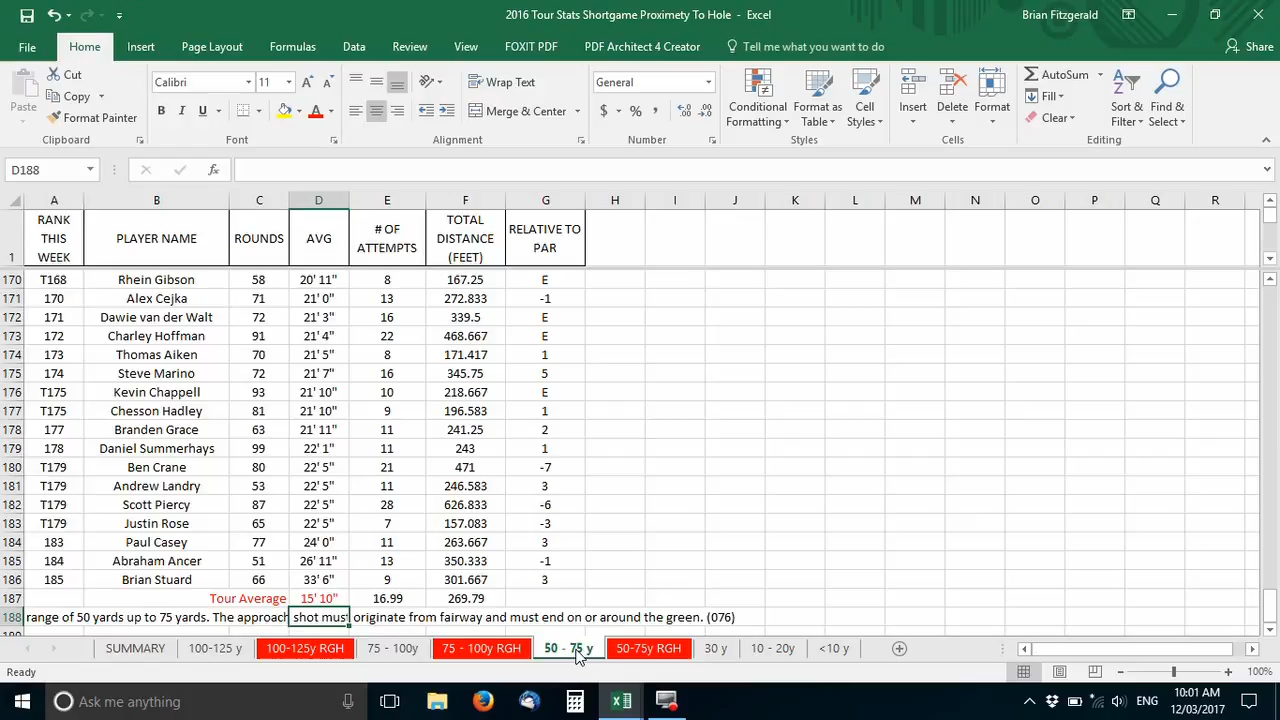 2016 Tour Stats Shortgame Proximety To Hole - Excel
Brian Fitzgerald
File Home Insert Page Layout Formulas Data Review View FOXIT PDF PDF Architect 4 Creator Tell me what you want to do Share
Paste Cut Copy Format Painter
Calibri 11 Wrap Text Merge & Center General
B I U A $ % ,
Conditional Formatting Format as Table Cell Styles Insert Delete Format
AutoSum Fill Clear Sort & Filter Find & Select
Clipboard Font Alignment Number Styles Cells Editing
D188 fx
A B C D E F G H I J K L M N O P Q R
1 RANK THIS WEEK PLAYER NAME ROUNDS AVG # OF ATTEMPTS TOTAL DISTANCE (FEET) RELATIVE TO PAR
170 T168 Rhein Gibson 58 20' 11" 8 167.25 E
171 170 Alex Cejka 71 21' 0" 13 272.833 -1
172 171 Dawie van der Walt 72 21' 3" 16 339.5 E
173 172 Charley Hoffman 91 21' 4" 22 468.667 E
174 173 Thomas Aiken 70 21' 5" 8 171.417 1
175 174 Steve Marino 72 21' 7" 16 345.75 5
176 T175 Kevin Chappell 93 21' 10" 10 218.667 E
177 T175 Chesson Hadley 81 21' 10" 9 196.583 1
178 177 Branden Grace 63 21' 11" 11 241.25 2
179 178 Daniel Summerhays 99 22' 1" 11 243 1
180 T179 Ben Crane 80 22' 5" 21 471 -7
181 T179 Andrew Landry 53 22' 5" 11 246.583 3
182 T179 Scott Piercy 87 22' 5" 28 626.833 -6
183 T179 Justin Rose 65 22' 5" 7 157.083 -3
184 183 Paul Casey 77 24' 0" 11 263.667 3
185 184 Abraham Ancer 51 26' 11" 13 350.333 -1
186 185 Brian Stuard 66 33' 6" 9 301.667 3
187 Tour Average 15' 10" 16.99 269.79
188 range of 50 yards up to 75 yards. The approach shot must originate from fairway and must end on or around the green. (076)
SUMMARY 100-125 y 100-125y RGH 75 - 100y 75 - 100y RGH 50 - 75 y 50-75y RGH 30 y 10 - 20y <10 y
Ready 100%
Ask me anything ENG 10:01 AM
12/03/2017